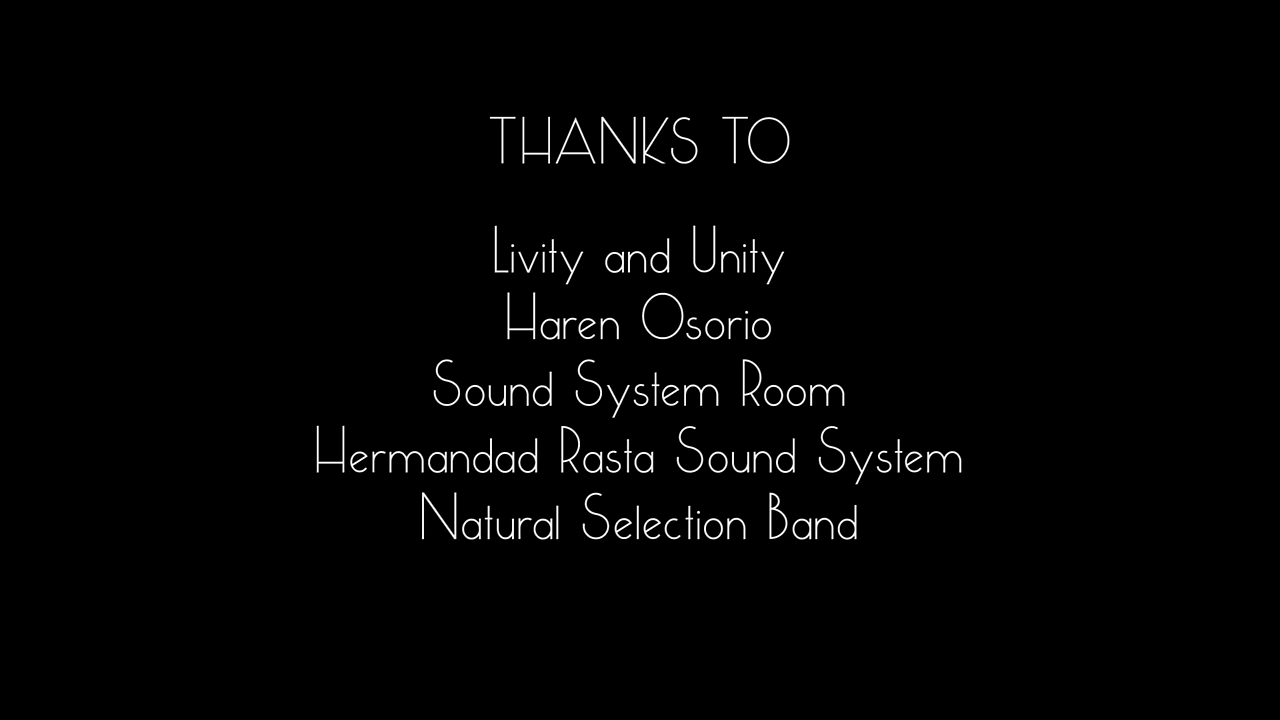 THANKS TO
Livity and Unity
Haren Osorio
Sound System Room
Hermandad Rasta Sound System
Natural Selection Band